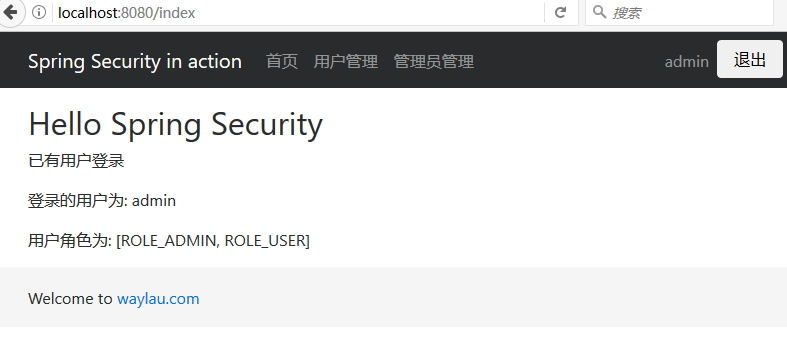 localhost:8080/index 搜索
Spring Security in action 首页 用户管理 管理员管理 admin 退出
Hello Spring Security
已有用户登录
登录的用户为: admin
用户角色为: [ROLE_ADMIN, ROLE_USER]
Welcome to waylau.com